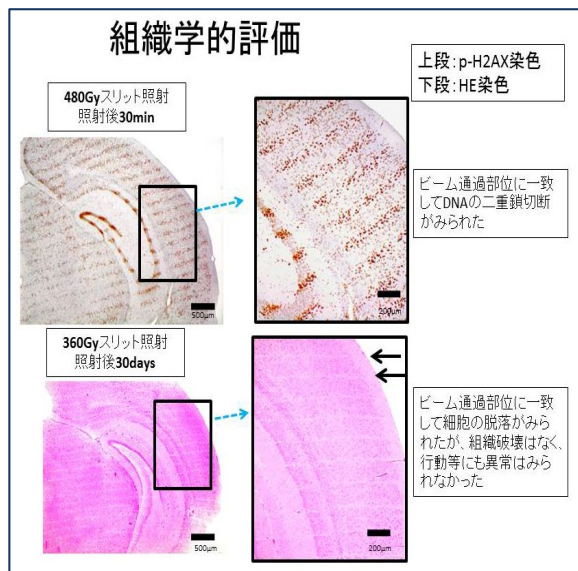 組織学的評価
上段：p-H2AX染色
下段：HE染色
480Gyスリット照射
照射後30min
500μm
200μm
ビーム通過部位に一致
してDNAの二重鎖切断
がみられた
360Gyスリット照射
照射後30days
500μm
200μm
ビーム通過部位に一致
して細胞の脱落がみら
れたが、組織破壊はなく、
行動等にも異常はみら
れなかった